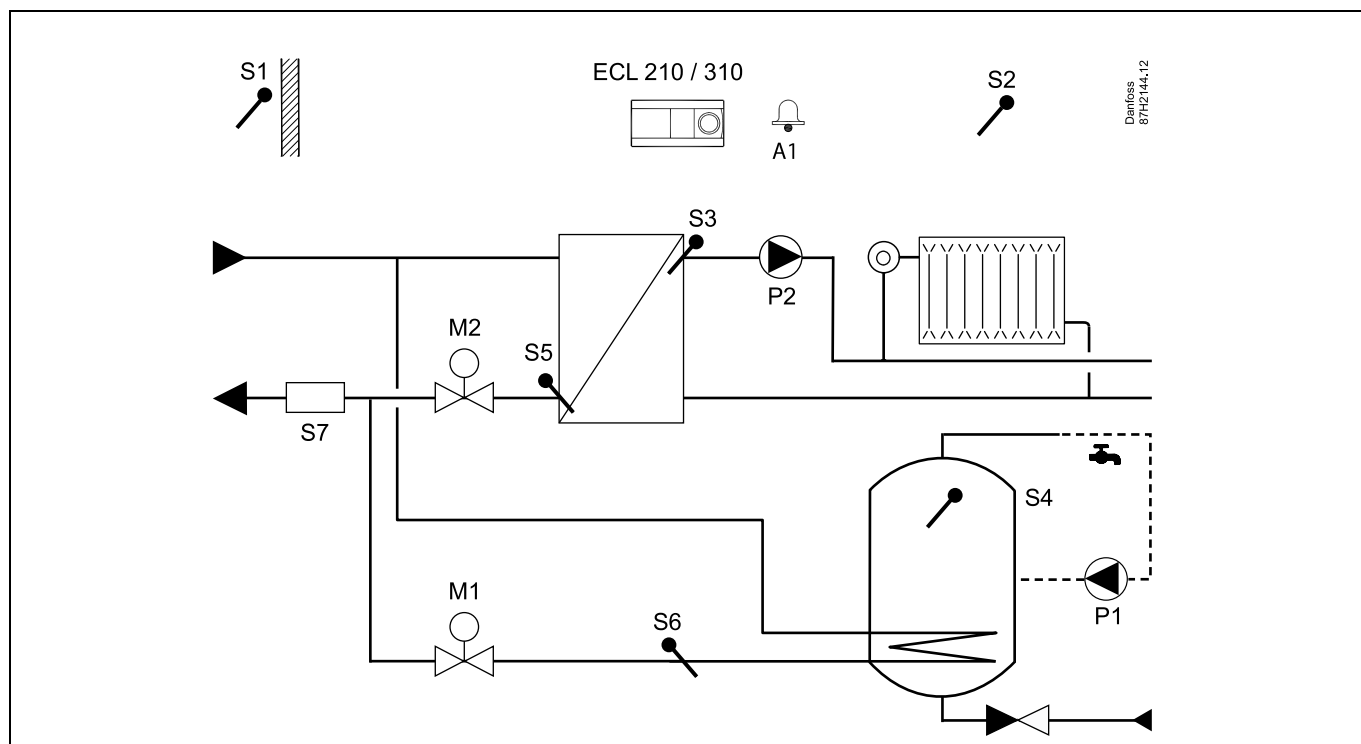 S1
ECL 210 / 310
S2
Danfoss
87H2144.12
A1
S3
P2
M2
S5
S7
S4
M1
S6
P1